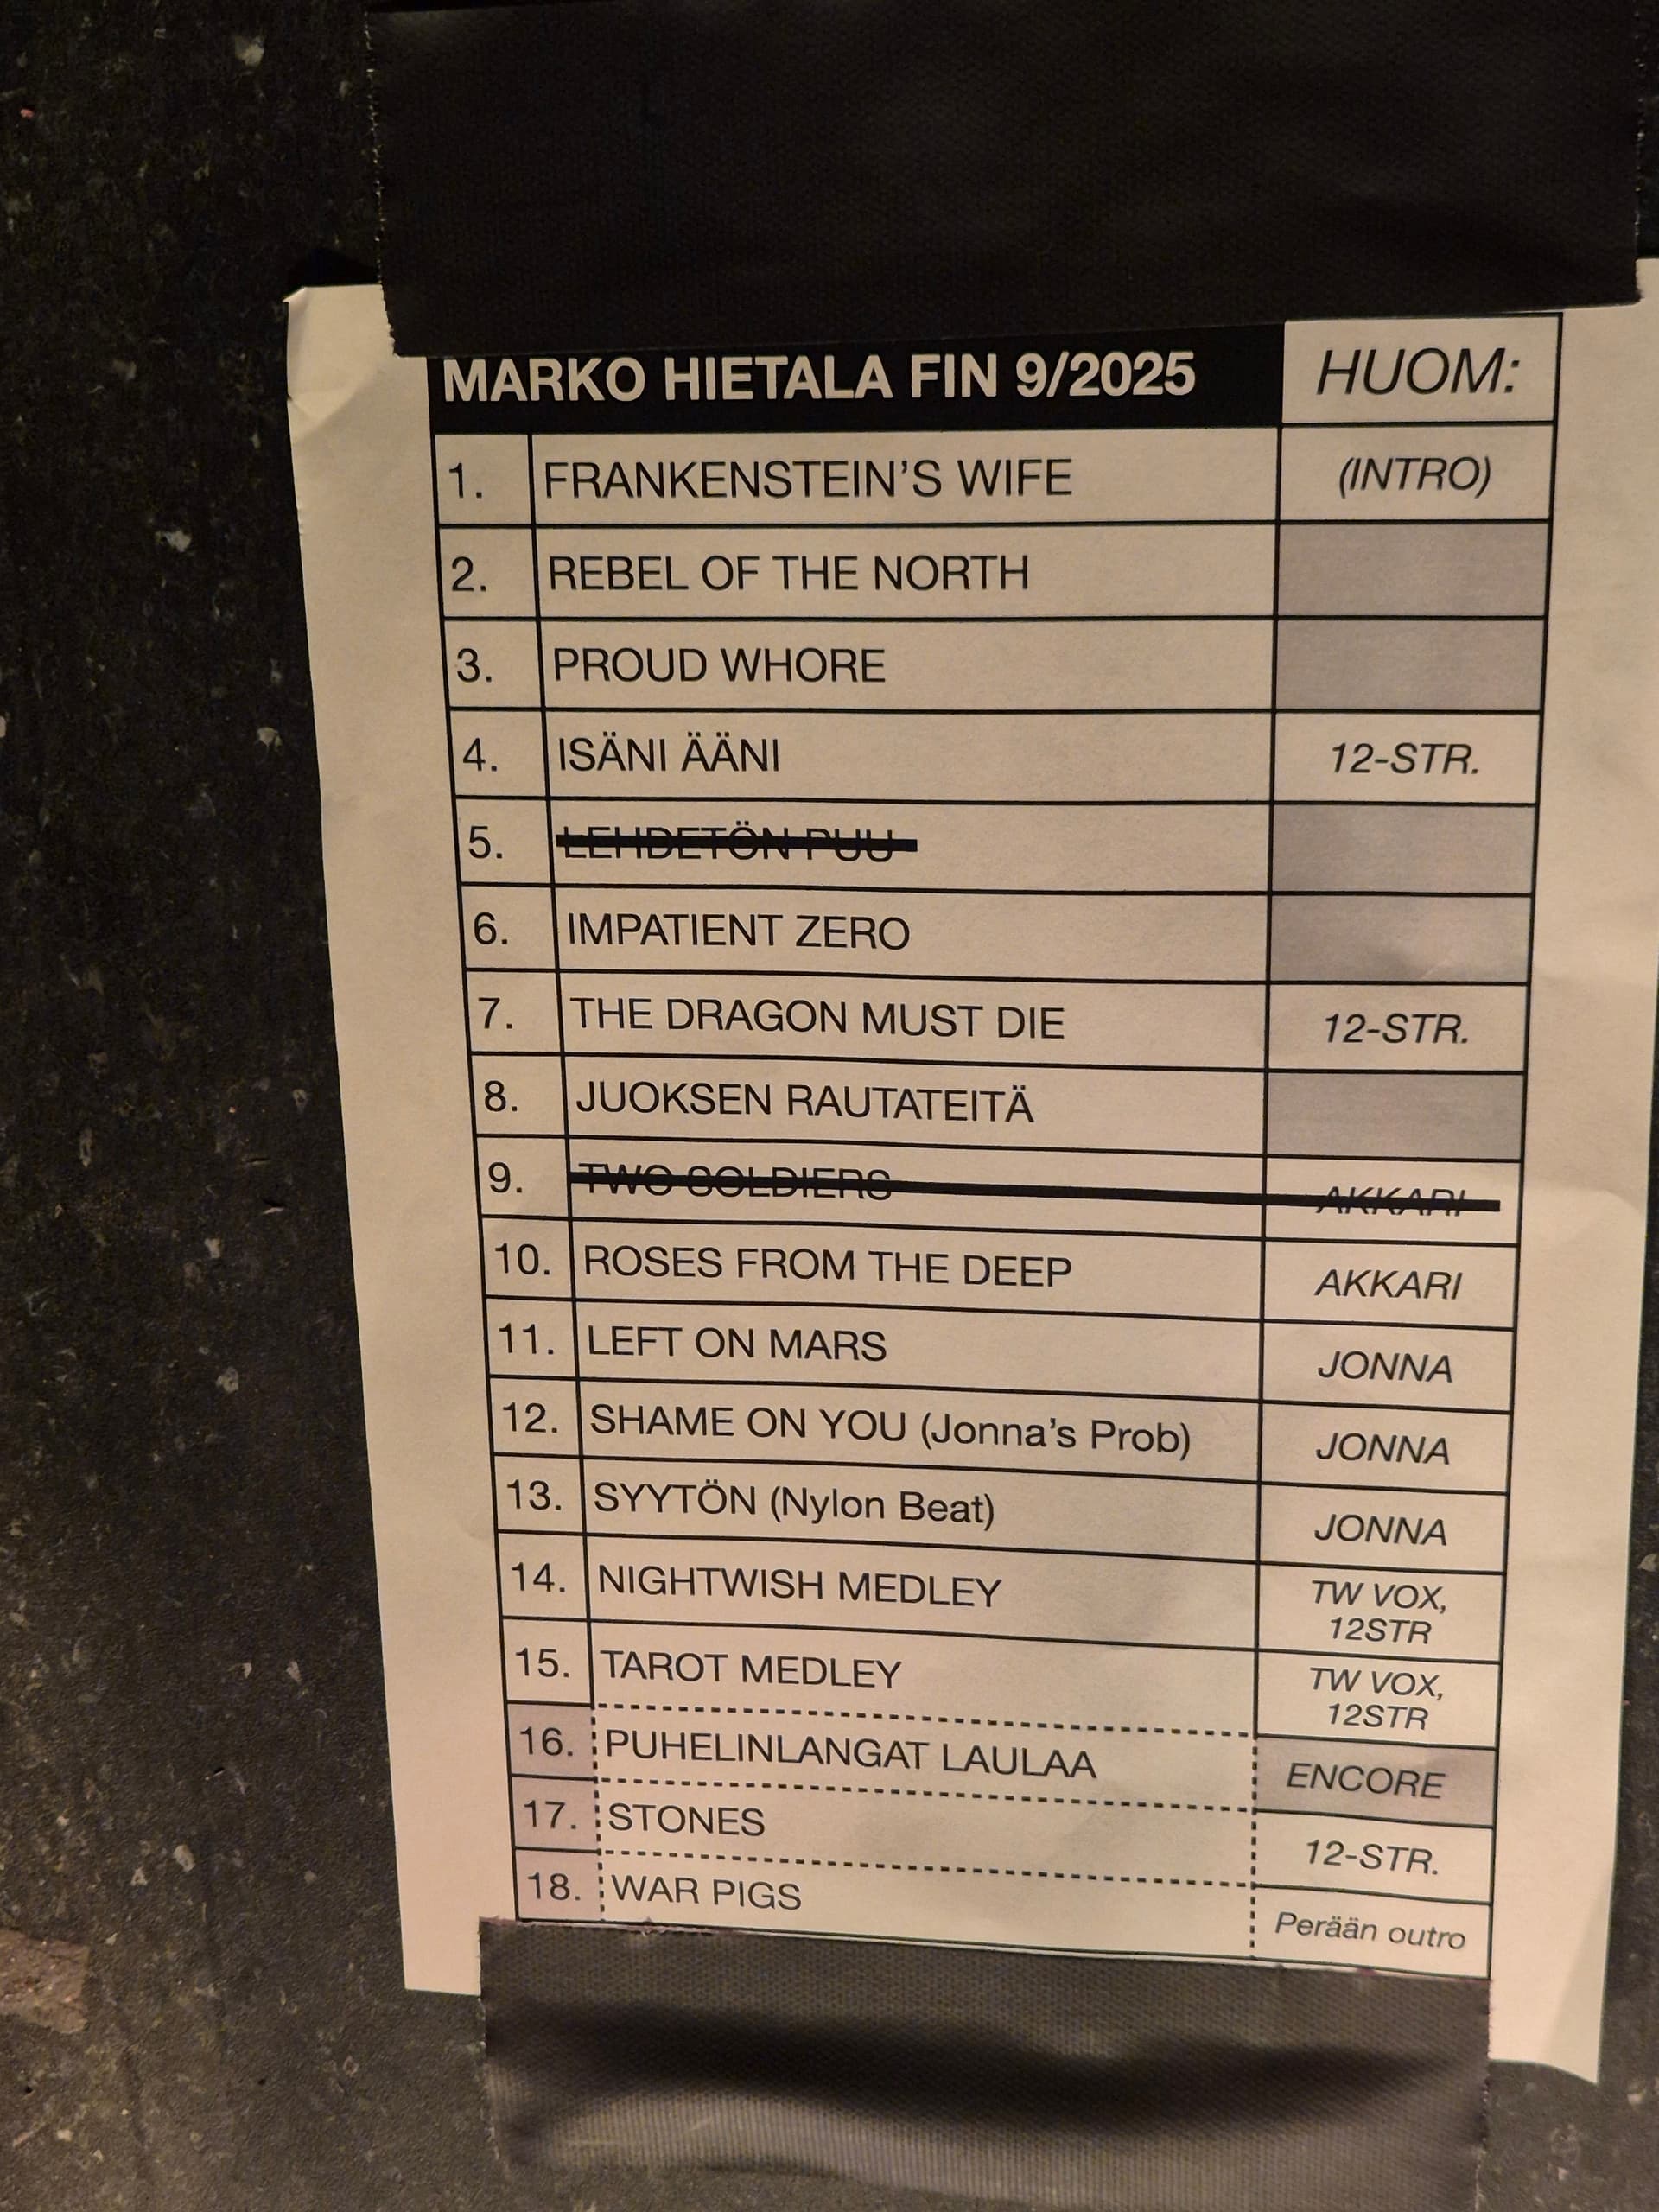 MARKO HIETALA FIN 9/2025 HUOM:
1. FRANKENSTEIN'S WIFE (INTRO)
2. REBEL OF THE NORTH
3. PROUD WHORE
4. ISÄNI ÄÄNI 12-STR.
5. LEHDETÖN PUU
6. IMPATIENT ZERO
7. THE DRAGON MUST DIE 12-STR.
8. JUOKSEN RAUTATEITÄ
9. TWO SOLDIERS AKKARI
10. ROSES FROM THE DEEP AKKARI
11. LEFT ON MARS JONNA
12. SHAME ON YOU (Jonna's Prob) JONNA
13. SYYTÖN (Nylon Beat) JONNA
14. NIGHTWISH MEDLEY TW VOX,
12STR
15. TAROT MEDLEY TW VOX,
12STR
16. PUHELINLANGAT LAULAA ENCORE
17. STONES 12-STR.
18. WAR PIGS Perään outro